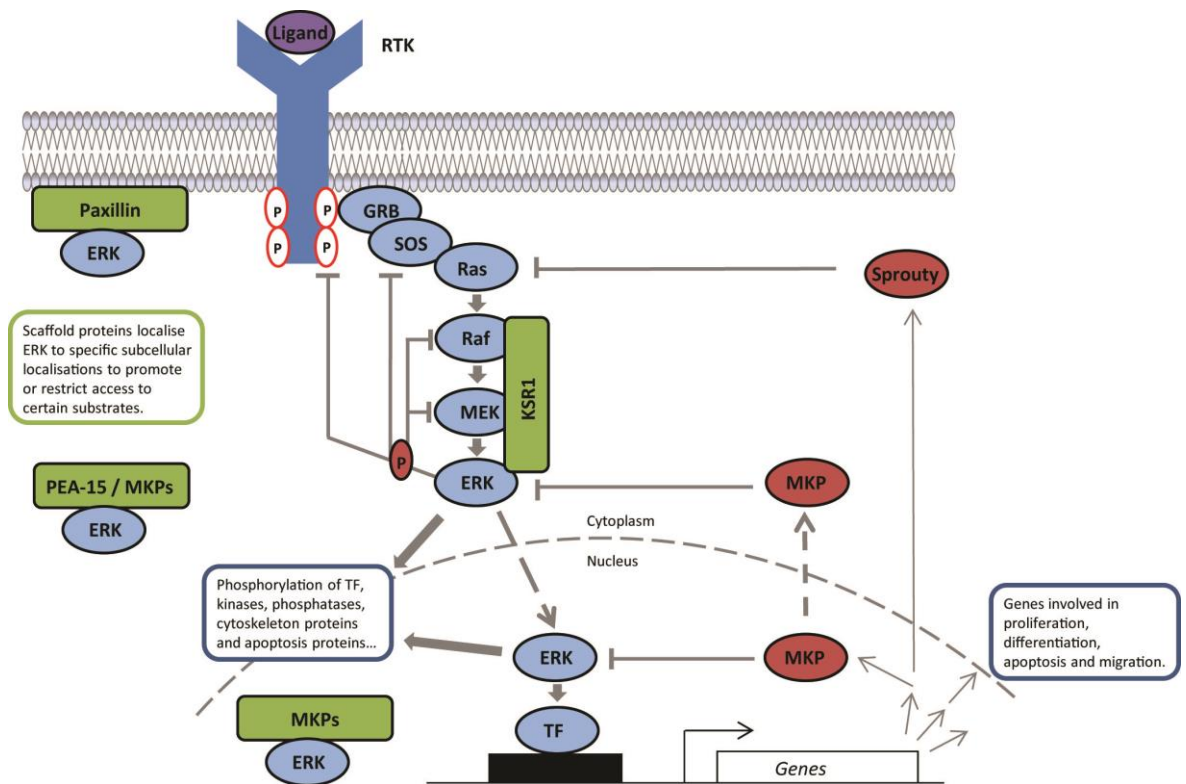 Ligand
RTK
Paxillin
ERK
P
P
P
P
GRB
SOS
Ras
Sprouty
Scaffold proteins localise
ERK to specific subcellular
localisations to promote
or restrict access to
certain substrates.
Raf
MEK
KSR1
P
ERK
PEA-15 / MKPs
ERK
MKP
Cytoplasm
Nucleus
Phosphorylation of TF,
kinases, phosphatases,
cytoskeleton proteins
and apoptosis proteins...
Genes involved in
proliferation,
differentiation,
apoptosis and migration.
ERK
MKP
MKPs
ERK
TF
Genes